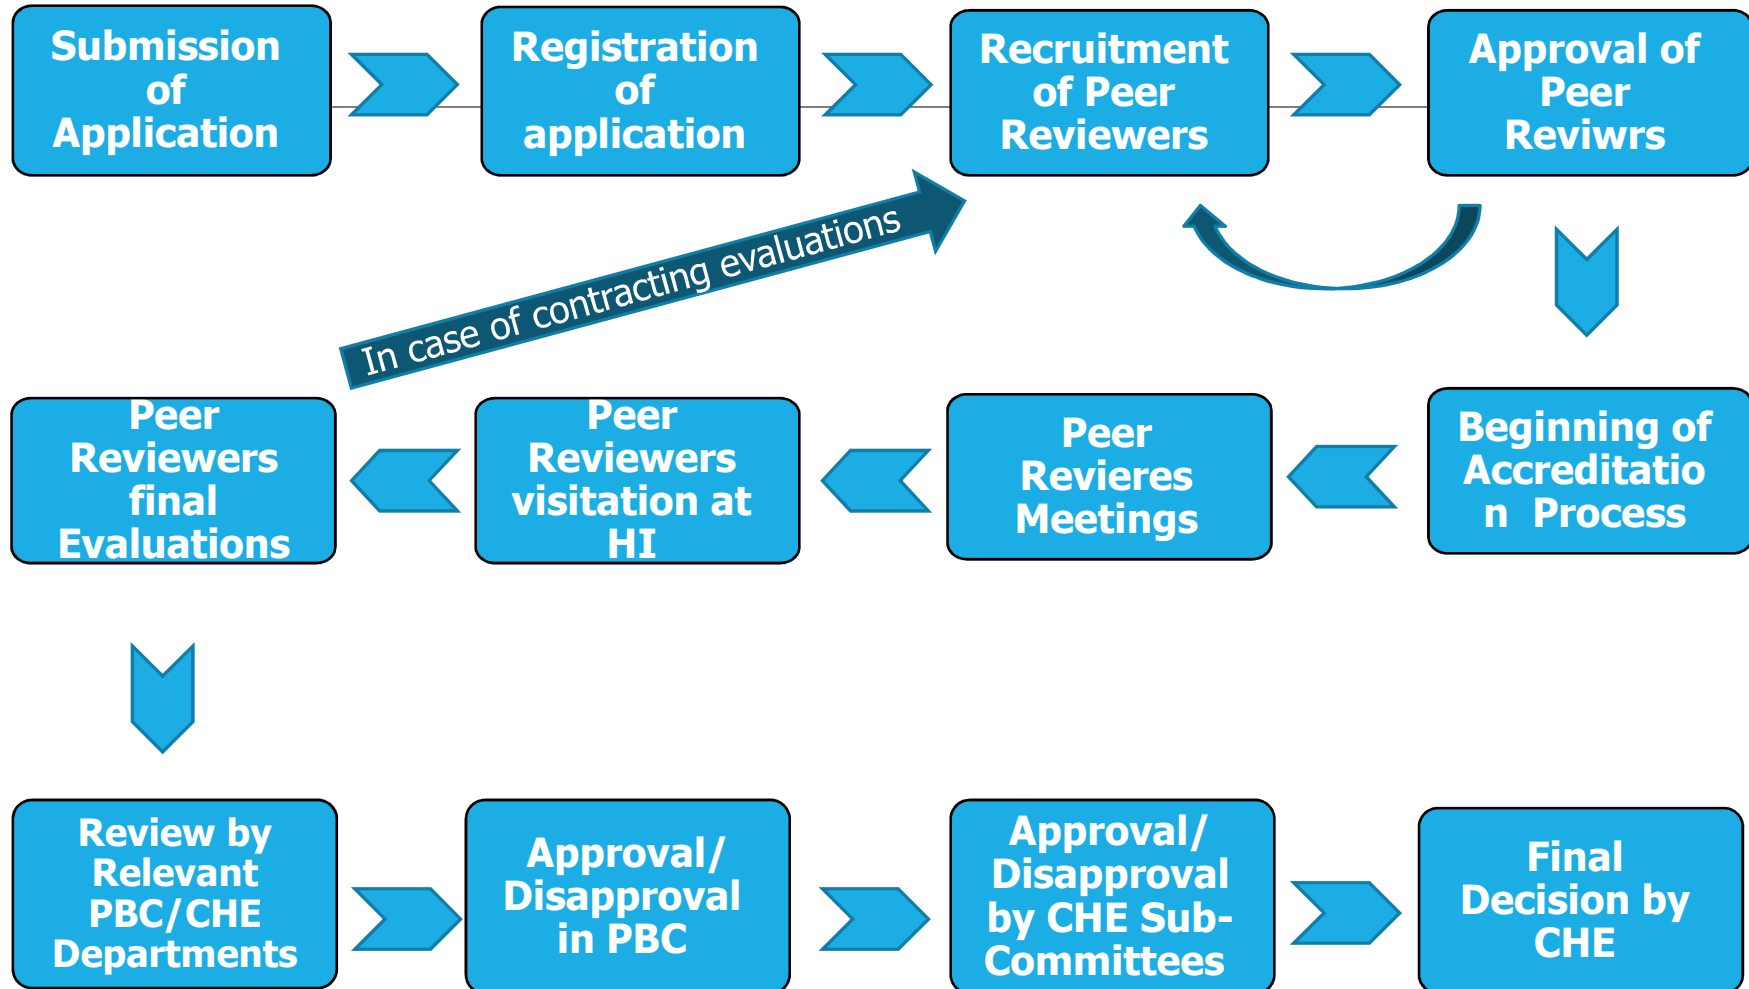 Submission
of
Application
Registration
of
application
Recruitment
of Peer
Reviewers
Approval of
Peer
Reviwrs
In case of contracting evaluations
Peer
Reviewers
final
Evaluations
Peer
Reviewers
visitation at
HI
Peer
Revieres
Meetings
Beginning of
Accreditatio
n Process
Review by
Relevant
PBC/CHE
Departments
Approval/
Disapproval
in PBC
Approval/
Disapproval
by CHE Sub-
Committees
Final
Decision by
CHE